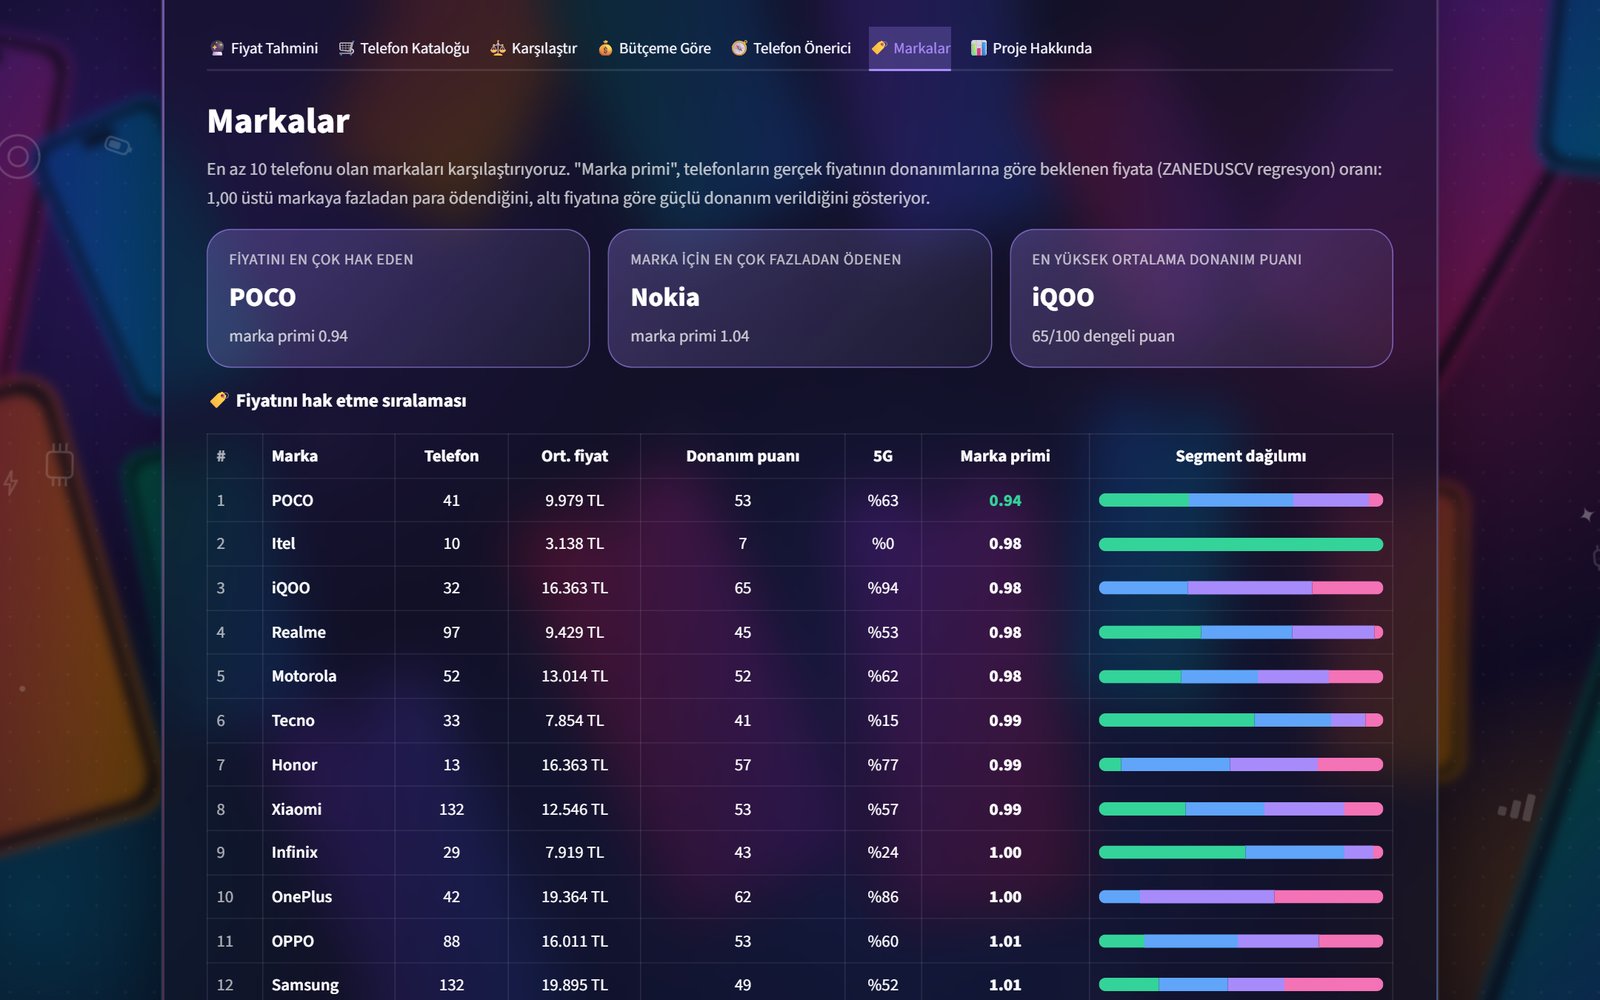 Fiyat Tahmini Telefon Kataloğu Karşılaştır Bütçeme Göre Telefon Önerici Markalar Proje Hakkında
Markalar
En az 10 telefonu olan markaları karşılaştırıyoruz. "Marka primi", telefonların gerçek fiyatının donanımlarına göre beklenen fiyata (ZANEDUSCV regresyon) oranı:
1,00 üstü markaya fazladan para ödendiğini, altı fiyatına göre güçlü donanım verildiğini gösteriyor.
FİYATINI EN ÇOK HAK EDEN
POCO
marka primi 0.94
MARKA İÇİN EN ÇOK FAZLADAN ÖDENEN
Nokia
marka primi 1.04
EN YÜKSEK ORTALAMA DONANIM PUANI
iQOO
65/100 dengeli puan
Fiyatını hak etme sıralaması
# Marka Telefon Ort. fiyat Donanım puanı 5G Marka primi Segment dağılımı
1 POCO 41 9.979 TL 53 %63 0.94
2 Itel 10 3.138 TL 7 %0 0.98
3 iQOO 32 16.363 TL 65 %94 0.98
4 Realme 97 9.429 TL 45 %53 0.98
5 Motorola 52 13.014 TL 52 %62 0.98
6 Tecno 33 7.854 TL 41 %15 0.99
7 Honor 13 16.363 TL 57 %77 0.99
8 Xiaomi 132 12.546 TL 53 %57 0.99
9 Infinix 29 7.919 TL 43 %24 1.00
10 OnePlus 42 19.364 TL 62 %86 1.00
11 OPPO 88 16.011 TL 53 %60 1.01
12 Samsung 132 19.895 TL 49 %52 1.01